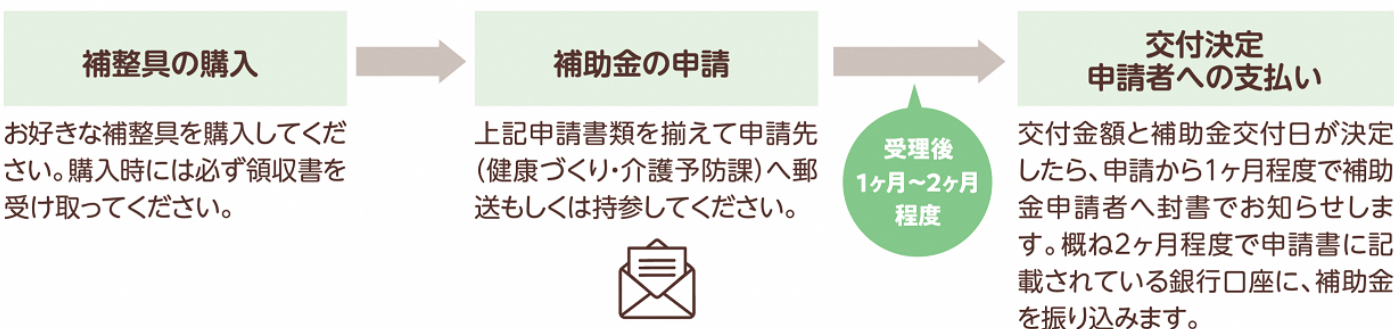 補整具の購入
お好きな補整具を購入してくだ
さい。購入時には必ず領収書を
受け取ってください。
補助金の申請
上記申請書類を揃えて申請先
(健康づくり・介護予防課)へ郵
送もしくは持参してください。
受理後
1ヶ月〜2ヶ月
程度
交付決定
申請者への支払い
交付金額と補助金交付日が決定
したら、申請から1ヶ月程度で補助
金申請者へ封書でお知らせしま
す。概ね2ヶ月程度で申請書に記
載されている銀行口座に、補助金
を振り込みます。